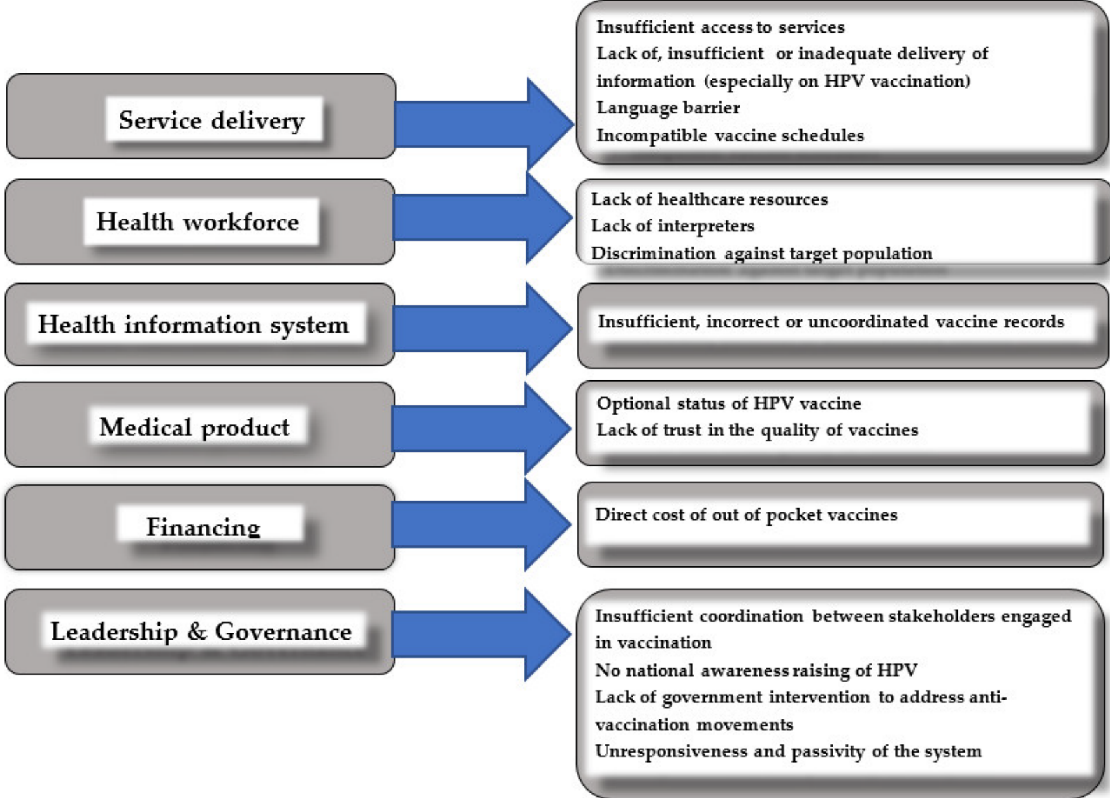 Service delivery
Insufficient access to services
Lack of, insufficient or inadequate delivery of
information (especially on HPV vaccination)
Language barrier
Incompatible vaccine schedules
Health workforce
Lack of healthcare resources
Lack of interpreters
Discrimination against target population
Health information system
Insufficient, incorrect or uncoordinated vaccine records
Medical product
Optional status of HPV vaccine
Lack of trust in the quality of vaccines
Financing
Direct cost of out of pocket vaccines
Leadership & Governance
Insufficient coordination between stakeholders engaged
in vaccination
No national awareness raising of HPV
Lack of government intervention to address anti-
vaccination movements
Unresponsiveness and passivity of the system